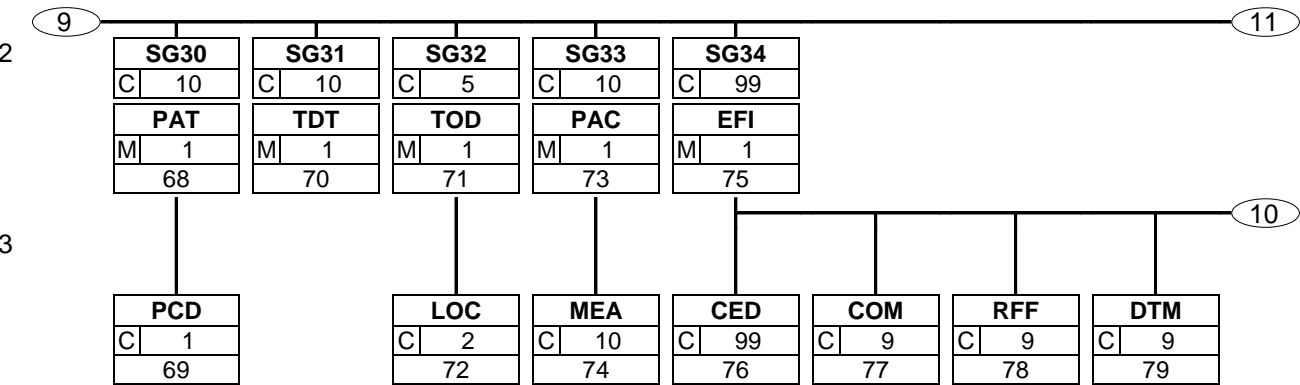 9 11
2 SG30 SG31 SG32 SG33 SG34
C 10 C 10 C 5 C 10 C 99
PAT TDT TOD PAC EFI
M 1 M 1 M 1 M 1 M 1
68 70 71 73 75
10
3
PCD LOC MEA CED COM RFF DTM
C 1 C 2 C 10 C 99 C 9 C 9 C 9
69 72 74 76 77 78 79